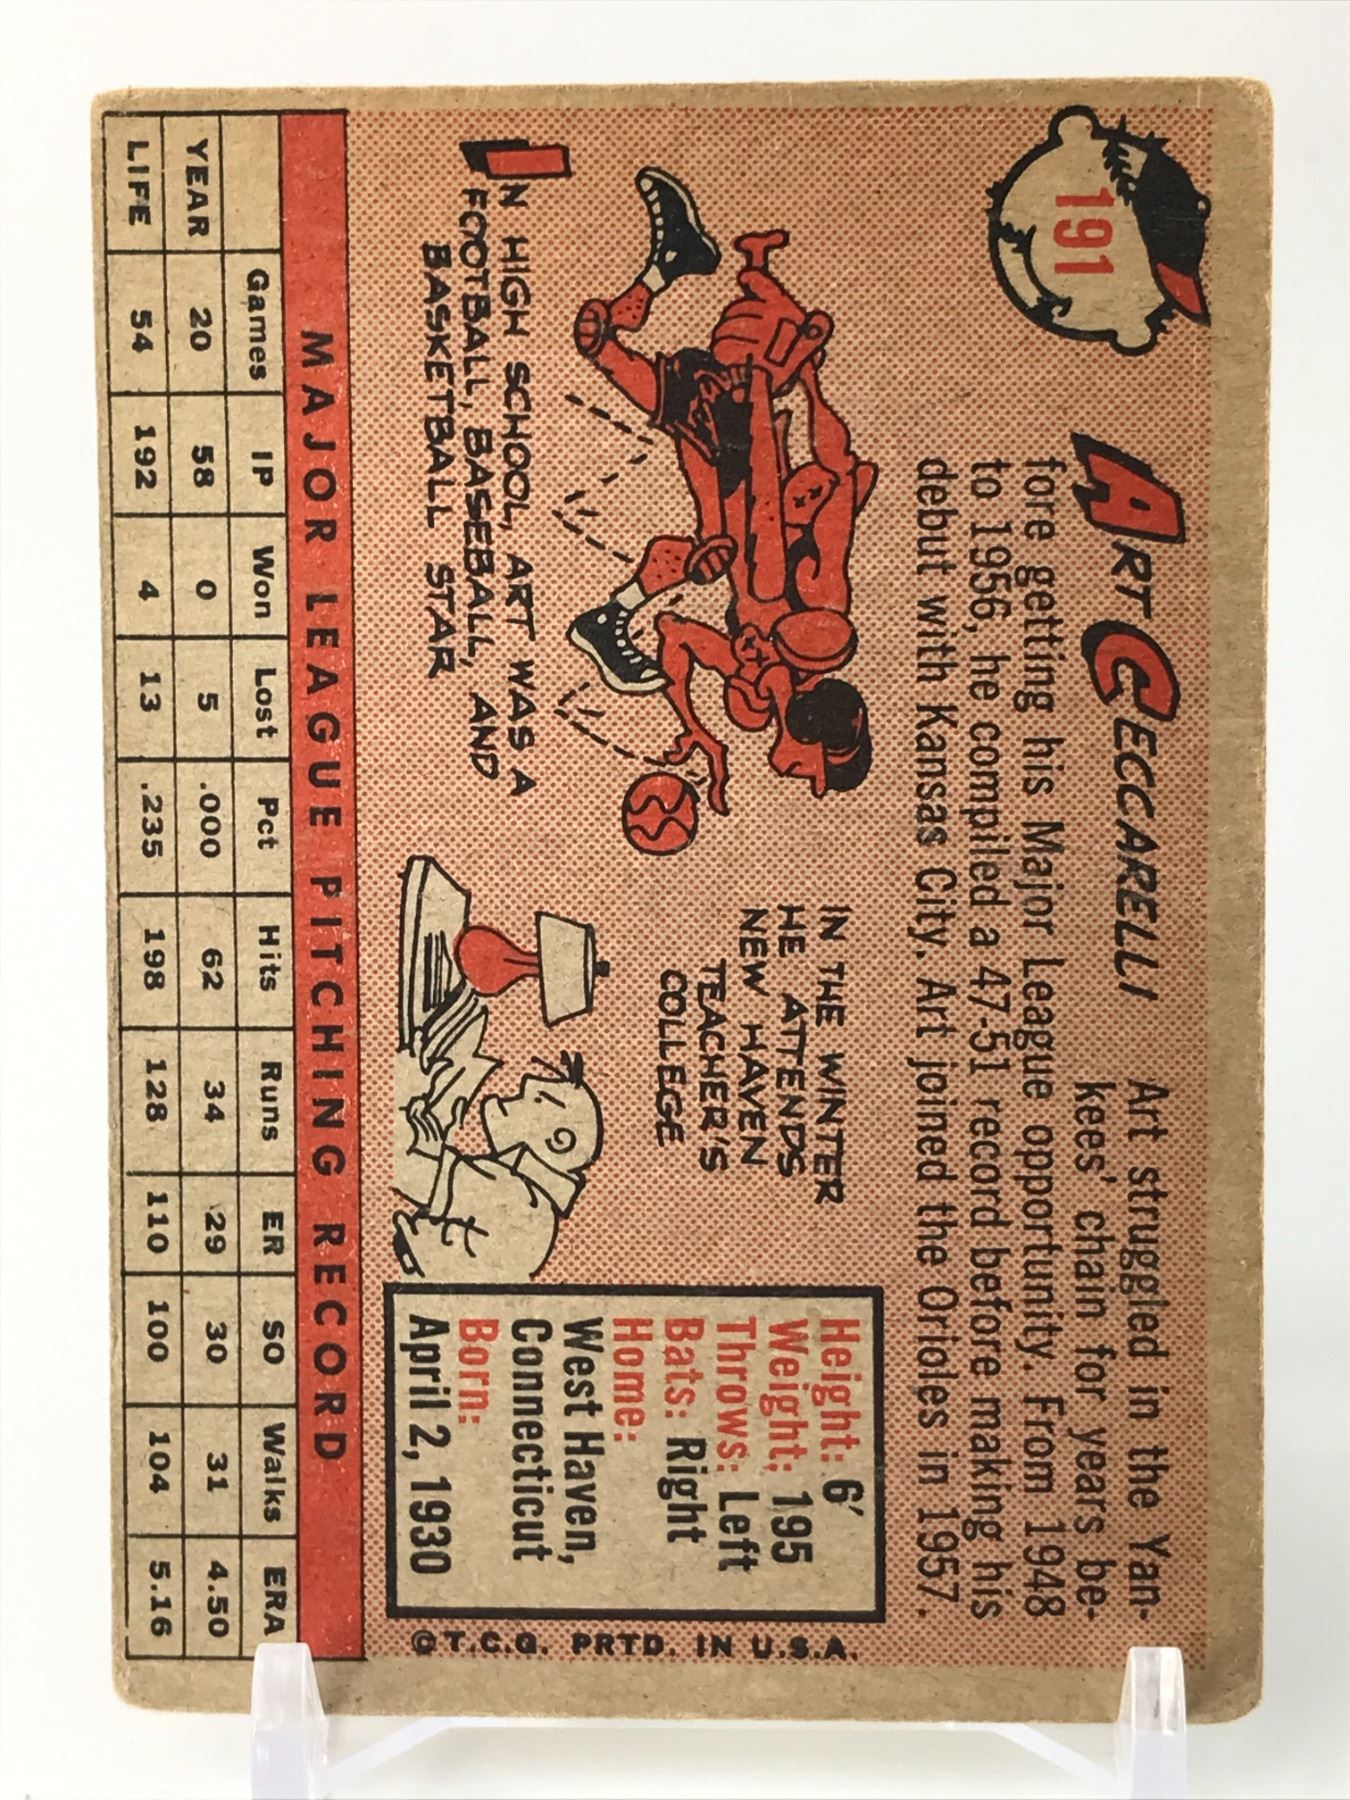 191
ART CECCARELLI
Art struggled in the Yan-
kees' chain for years be-
fore getting his Major League opportunity. From 1948
to 1956, he compiled a 47-51 record before making his
debut with Kansas City. Art joined the Orioles in 1957.
IN HIGH SCHOOL, ART WAS A
FOOTBALL, BASEBALL, AND
BASKETBALL STAR
IN THE WINTER
HE ATTENDS
NEW HAVEN
TEACHER'S
COLLEGE
Height: 6'
Weight: 195
Throws: Left
Bats: Right
Home:
West Haven,
Connecticut
Born:
April 2, 1930
©T.C.G. PRTD. IN U.S.A.
MAJOR LEAGUE PITCHING RECORD
Games IP Won Lost Pct Hits Runs ER SO Walks ERA
YEAR 20 58 0 5 .000 62 34 29 30 31 4.50
LIFE 54 192 4 13 .235 198 128 110 100 104 5.16